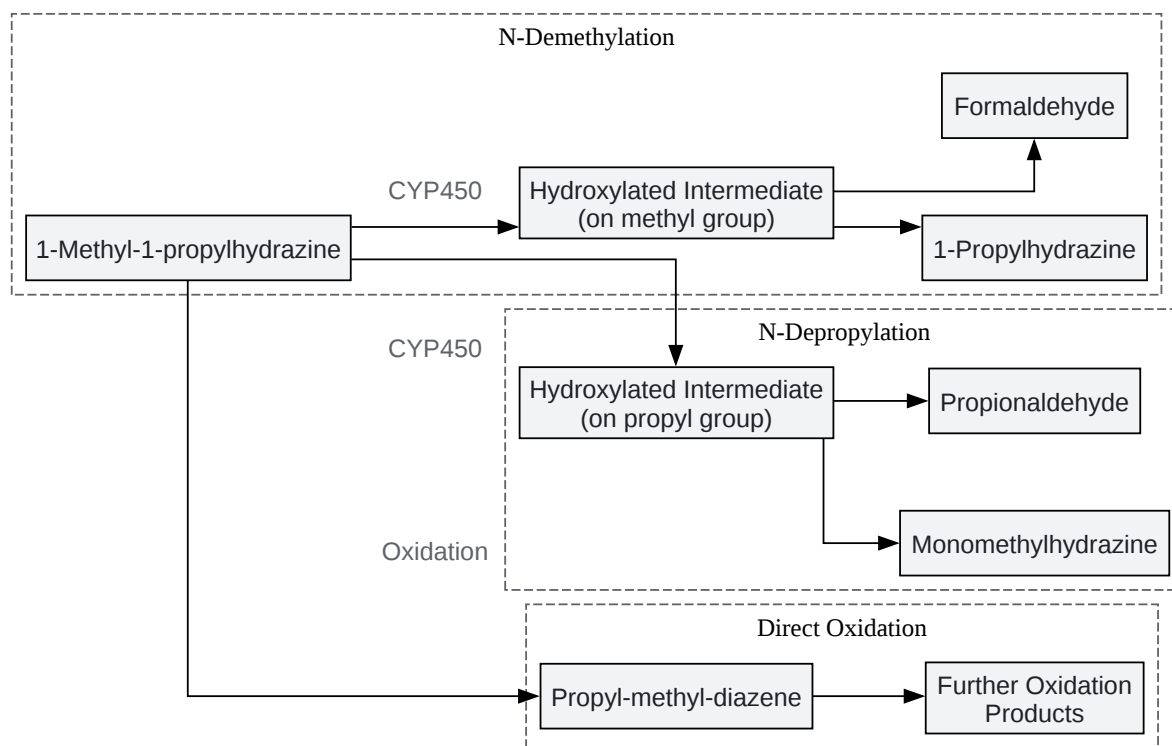 N-Demethylation
Formaldehyde
CYP450
Hydroxylated Intermediate
(on methyl group)
1-Methyl-1-propylhydrazine
1-Propylhydrazine
N-Depropylation
CYP450
Hydroxylated Intermediate
(on propyl group)
Propionaldehyde
Oxidation
Monomethylhydrazine
Direct Oxidation
Propyl-methyl-diazene
Further Oxidation
Products